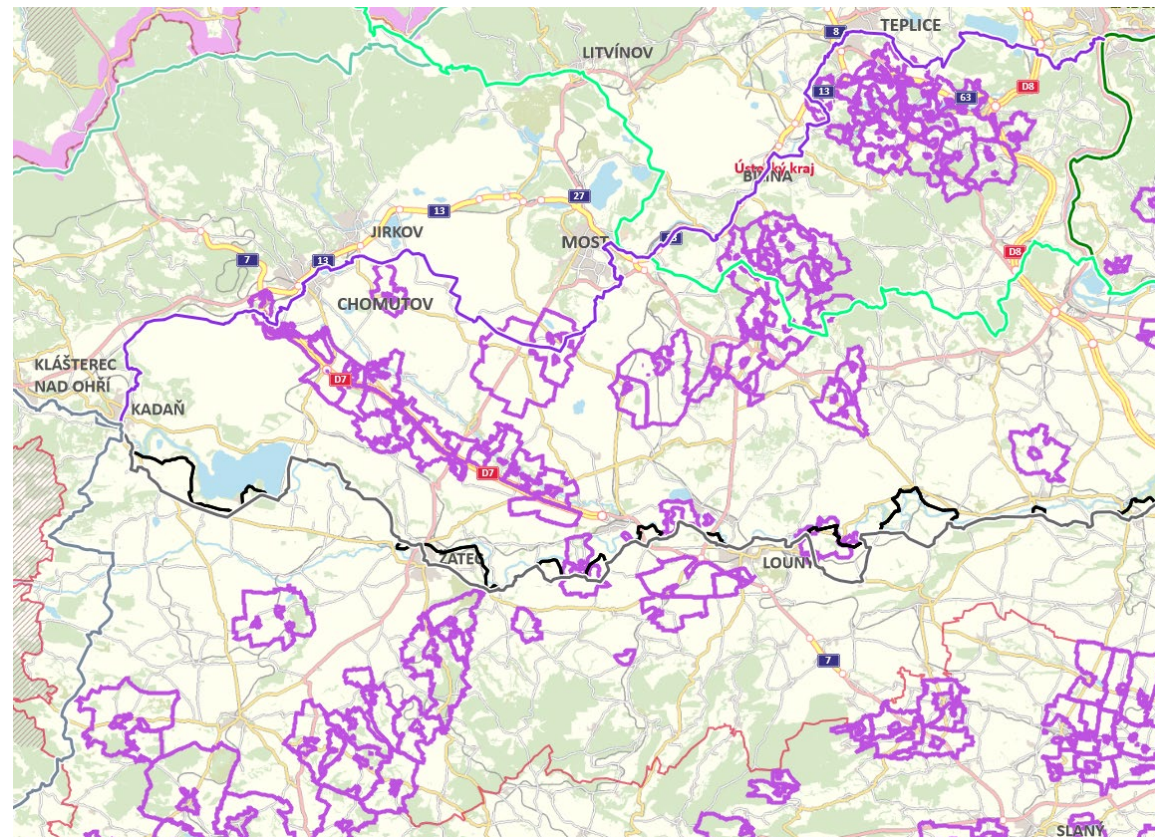 TEPLICE
8
LITVÍNOV
13
63
D8
Ústecký kraj
BÍLINA
27
13
JIRKOV
MOST
D8
7
13
CHOMUTOV
KLÁŠTEREC
NAD OHŘÍ
D7
KADAŇ
D7
ŽATEC
LOUNY
7
SLANÝ